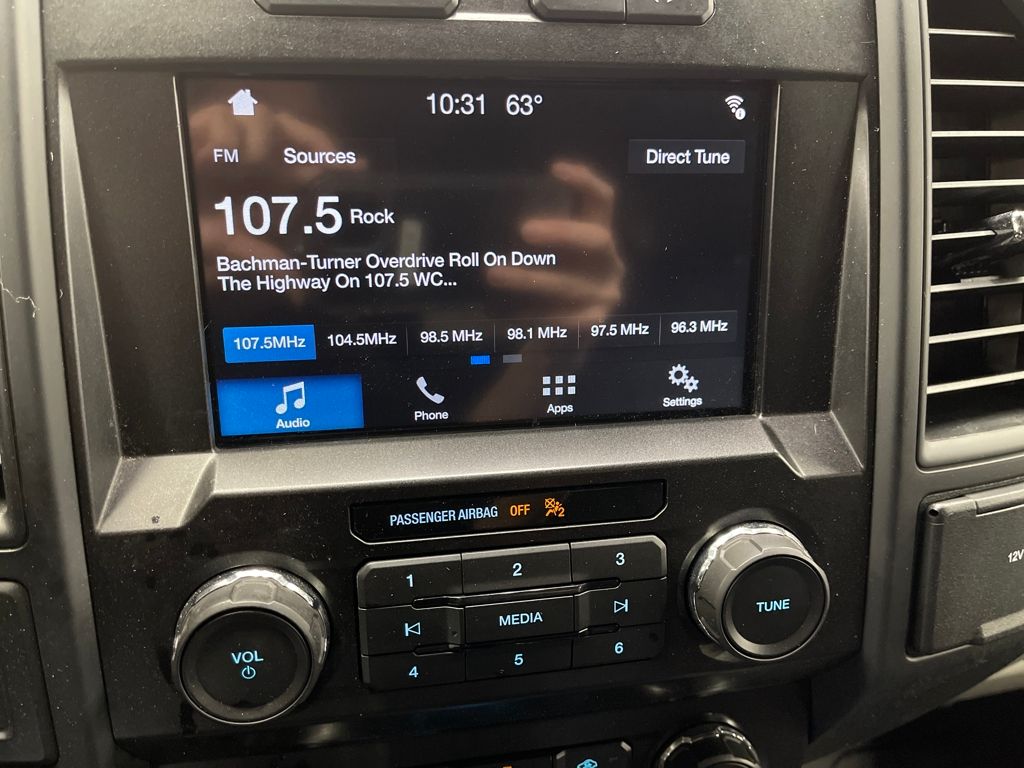 10:31 63°
FM Sources Direct Tune
107.5 Rock
Bachman-Turner Overdrive Roll On Down
The Highway On 107.5 WC...
107.5MHz 104.5MHz 98.5 MHz 98.1 MHz 97.5 MHz 96.3 MHz
Audio Phone Apps Settings
PASSENGER AIRBAG OFF 2
1 2 3
MEDIA
4 5 6
VOL
TUNE
12V